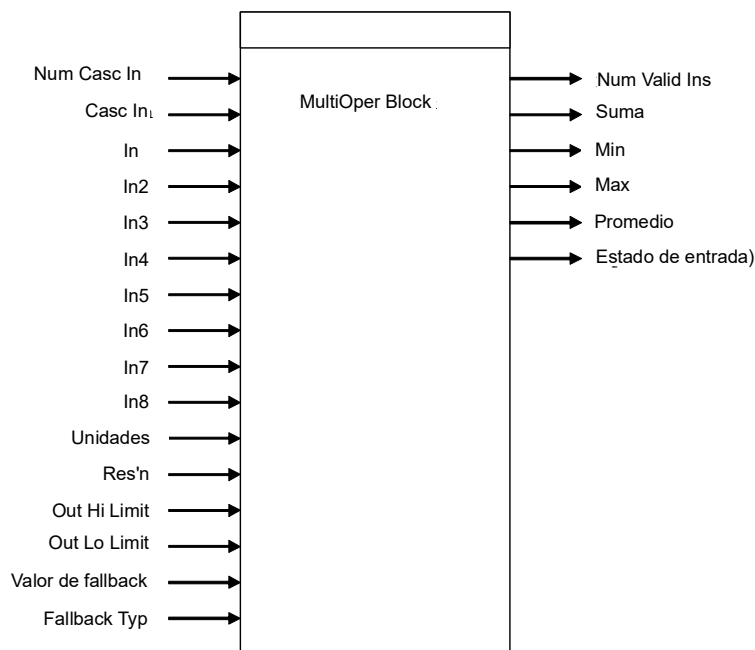 MultiOper Block
Num Casc In
Casc In
In
In2
In3
In4
In5
In6
In7
In8
Unidades
Res'n
Out Hi Limit
Out Lo Limit
Valor de fallback
Fallback Typ
Num Valid Ins
Suma
Min
Max
Promedio
Estado de entrada)